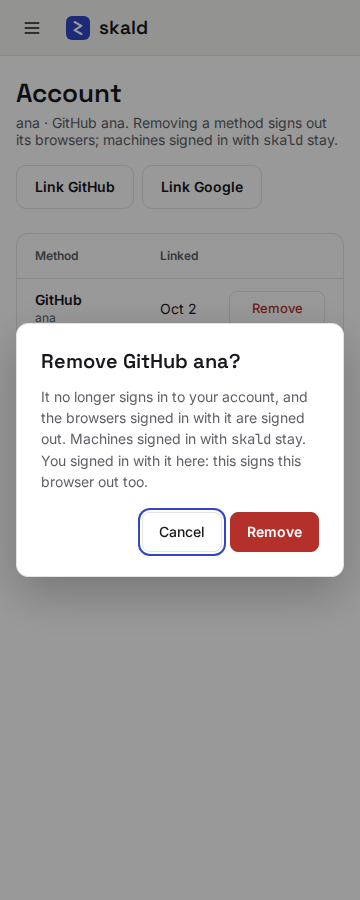 skald
Account
ana · GitHub ana. Removing a method signs out
its browsers; machines signed in with skald stay.
Link GitHub
Link Google
Method
Linked
GitHub
ana
Oct 2
Remove
Remove GitHub ana?
It no longer signs in to your account, and
the browsers signed in with it are signed
out. Machines signed in with skald stay.
You signed in with it here: this signs this
browser out too.
Cancel
Remove